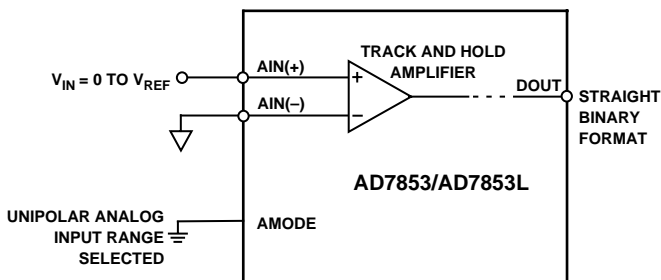 V_IN = 0 TO V_REF
AIN(+)
AIN(–)
TRACK AND HOLD
AMPLIFIER
+
–
DOUT
STRAIGHT
BINARY
FORMAT
AD7853/AD7853L
UNIPOLAR ANALOG
INPUT RANGE
SELECTED
AMODE